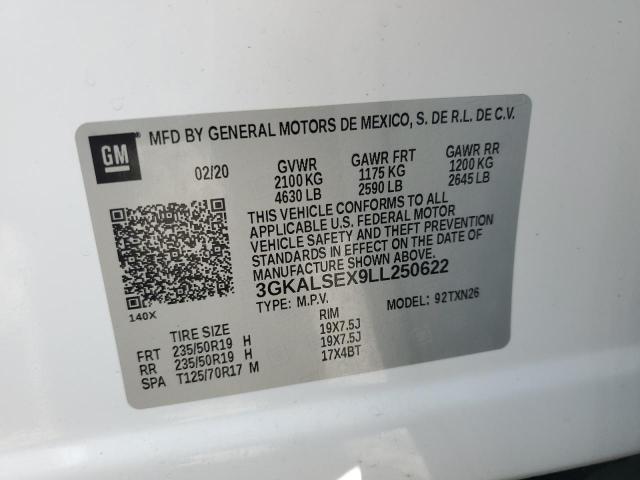 GM
MFD BY GENERAL MOTORS DE MEXICO, S. DE R.L. DE C.V.
02/20 GVWR GAWR FRT GAWR RR
2100 KG 1175 KG 1200 KG
4630 LB 2590 LB 2645 LB
THIS VEHICLE CONFORMS TO ALL
APPLICABLE U.S. FEDERAL MOTOR
VEHICLE SAFETY AND THEFT PREVENTION
STANDARDS IN EFFECT ON THE DATE OF
MANUFACTURE SHOWN ABOVE.
3GKALSEX9LL250622
TYPE: M.P.V. MODEL: 92TXN26
140X
TIRE SIZE RIM
FRT 235/50R19 H 19X7.5J
RR 235/50R19 H 19X7.5J
SPA T125/70R17 M 17X4BT